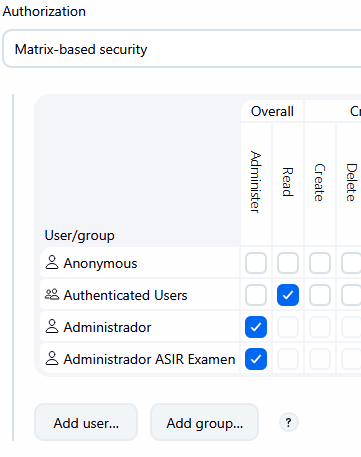 Authorization
Matrix-based security
Overall Cr
Administer Read Create Delete
User/group
Anonymous
Authenticated Users
Administrador
Administrador ASIR Examen
Add user... Add group... ?